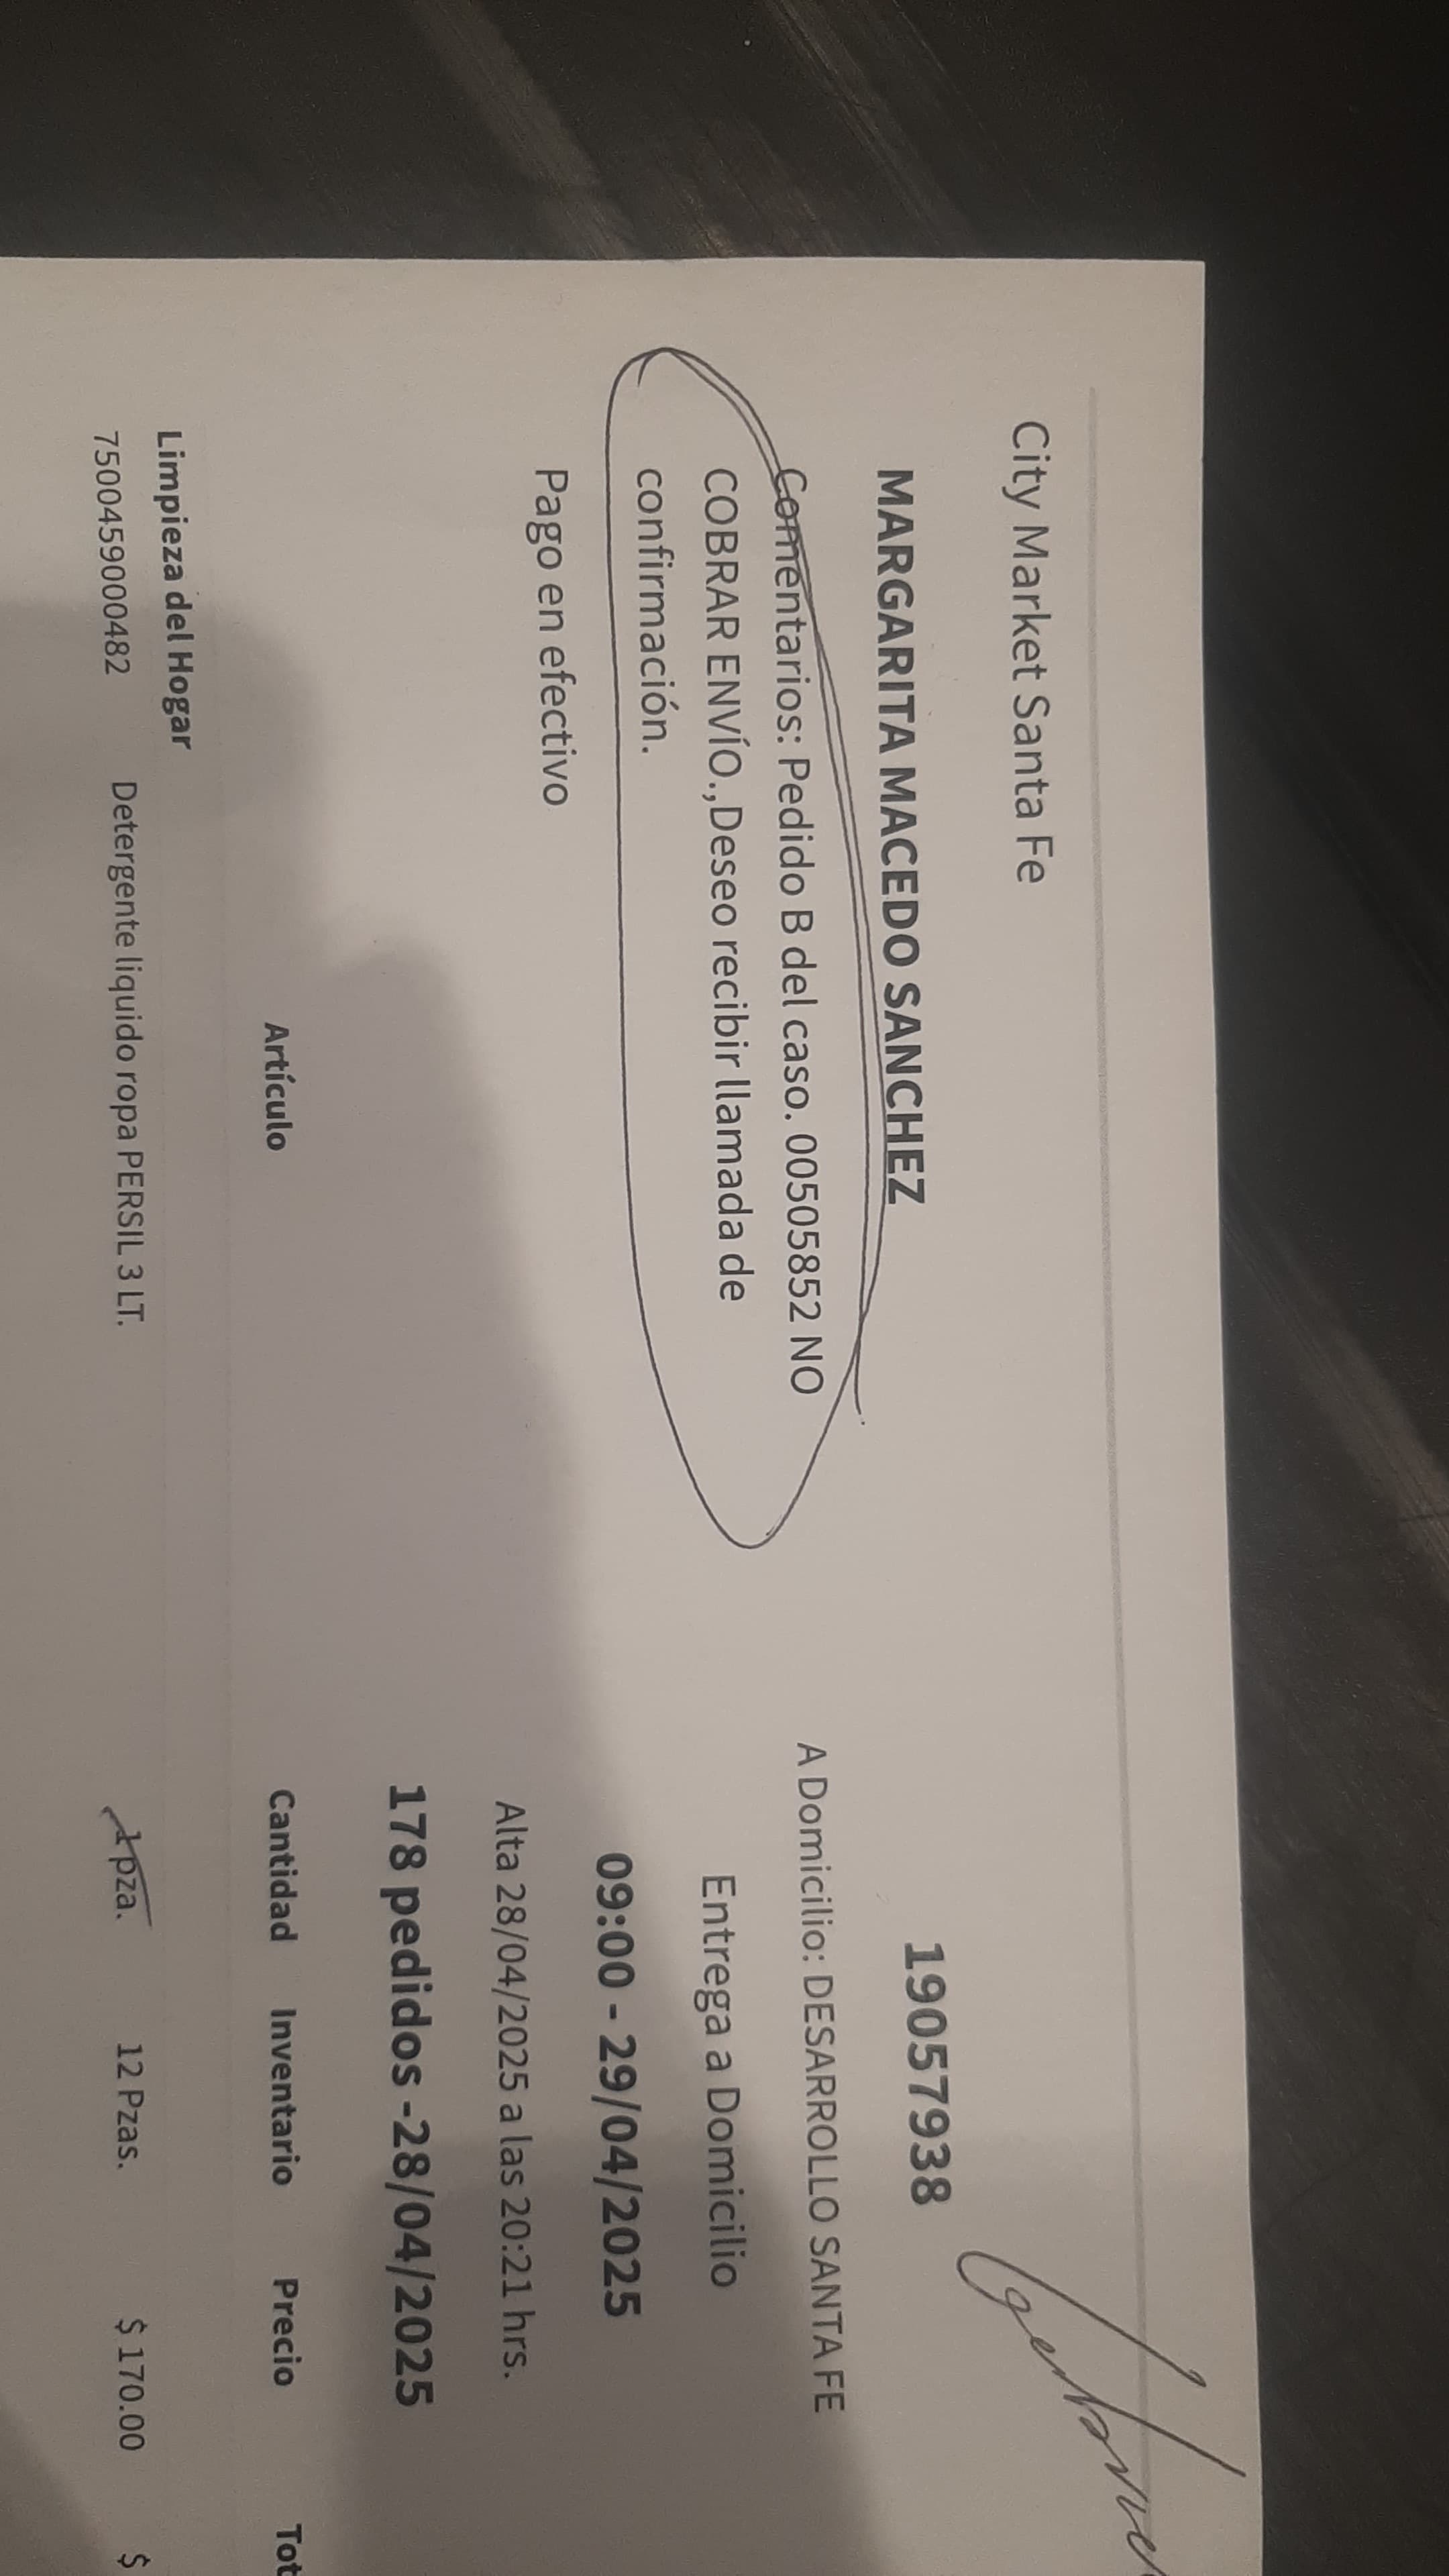 City Market Santa Fe
MARGARITA MACEDO SANCHEZ
19057938
Comentarios: Pedido B del caso. 00505852 NO
COBRAR ENVÍO.,Deseo recibir llamada de
confirmación.
A Domicilio: DESARROLLO SANTA FE
Entrega a Domicilio
Pago en efectivo
09:00 - 29/04/2025
Alta 28/04/2025 a las 20:21 hrs.
178 pedidos -28/04/2025
Artículo Cantidad Inventario Precio Tot
Limpieza del Hogar
7500459000482 Detergente liquido ropa PERSIL 3 LT. 1 pza. 12 Pzas. $ 170.00 $